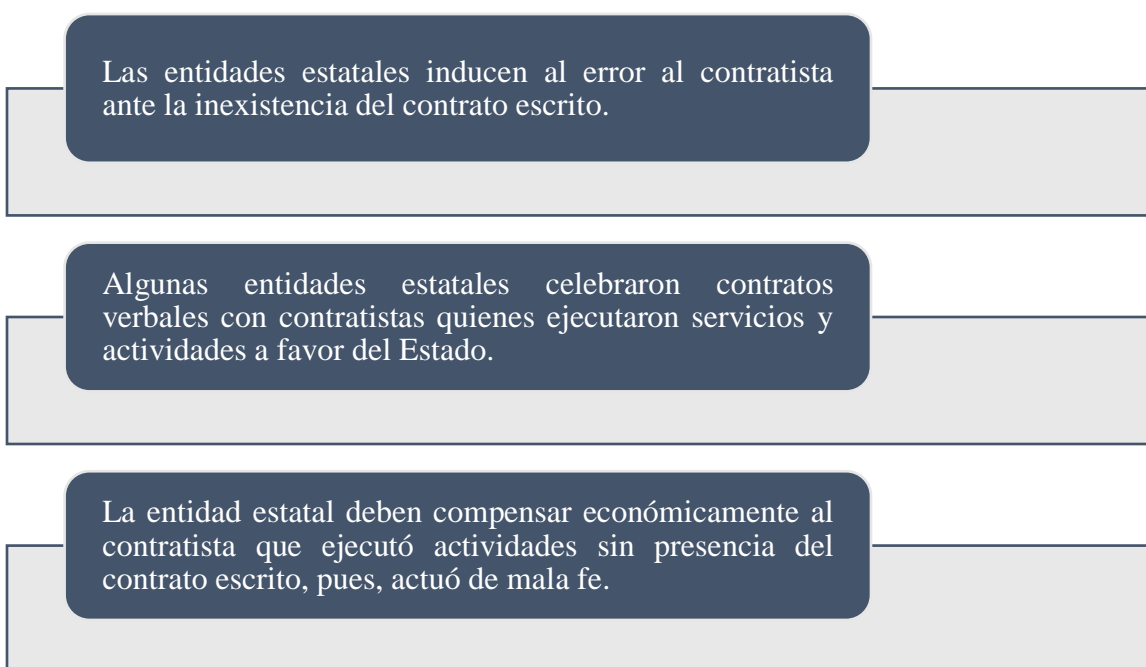 Las entidades estatales inducen al error al contratista
ante la inexistencia del contrato escrito.
Algunas entidades estatales celebraron contratos
verbales con contratistas quienes ejecutaron servicios y
actividades a favor del Estado.
La entidad estatal deben compensar económicamente al
contratista que ejecutó actividades sin presencia del
contrato escrito, pues, actuó de mala fe.